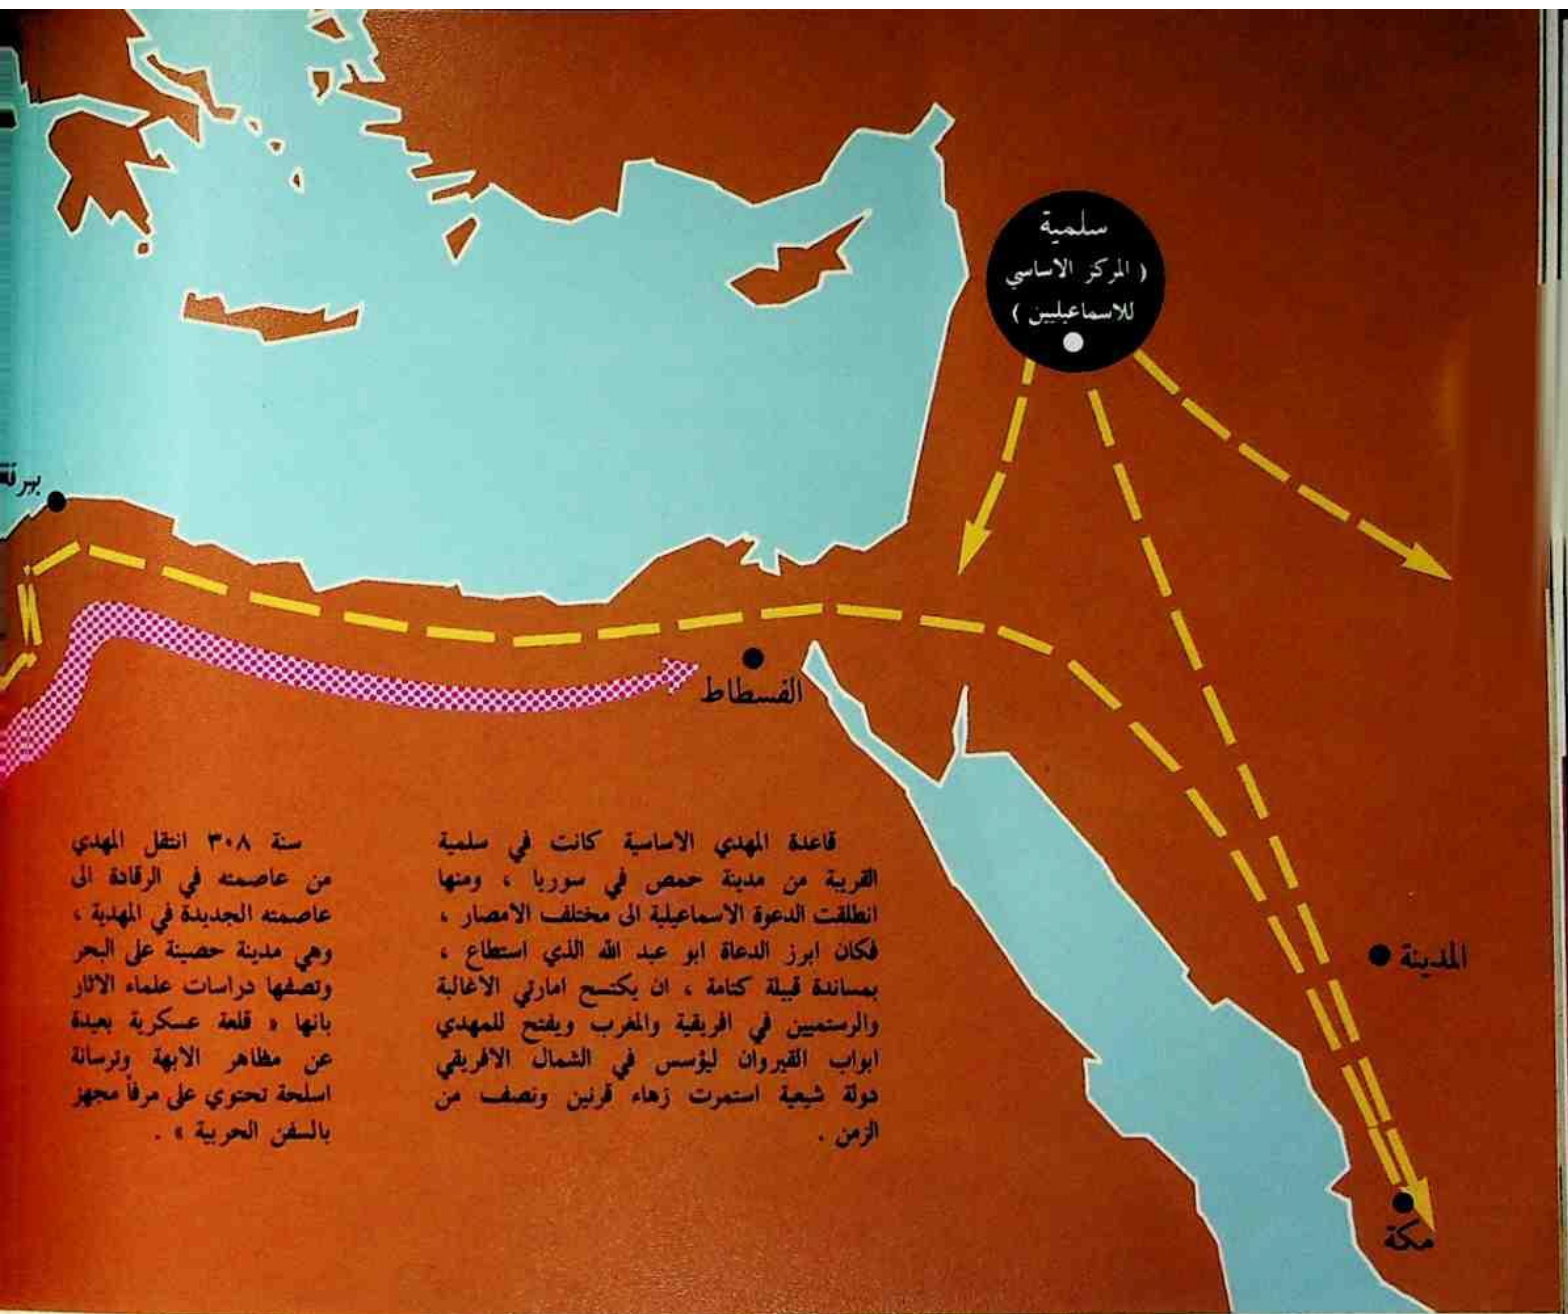 سلمية
( المركز الاساسي
للاسماعيليين )
برقة
الفسطاط
المدينة
مكة
قاعدة المهدي الاساسية كانت في سلمية
القريبة من مدينة حمص في سوريا ، ومنها
انطلقت الدعوة الاسماعيلية الى مختلف الامصار ،
فكان ابرز الدعاة ابو عبد الله الذي استطاع ،
بمساندة قبيلة كتامة ، ان يكتسح امارتي الاغالبة
والرستميين في افريقية والمغرب ويفتح للمهدي
ابواب القيروان ليؤسس في الشمال الافريقي
دولة شيعية استمرت زهاء قرنين ونصف من
الزمن .
سنة ٣٠٨ انتقل المهدي
من عاصمته في الرقادة الى
عاصمته الجديدة في المهدية ،
وهي مدينة حصينة على البحر
وتصفها دراسات علماء الاثار
بانها « قلعة عسكرية بعيدة
عن مظاهر الابهة وترسانة
اسلحة تحتوي على مرفأ مجهز
بالسفن الحربية » .